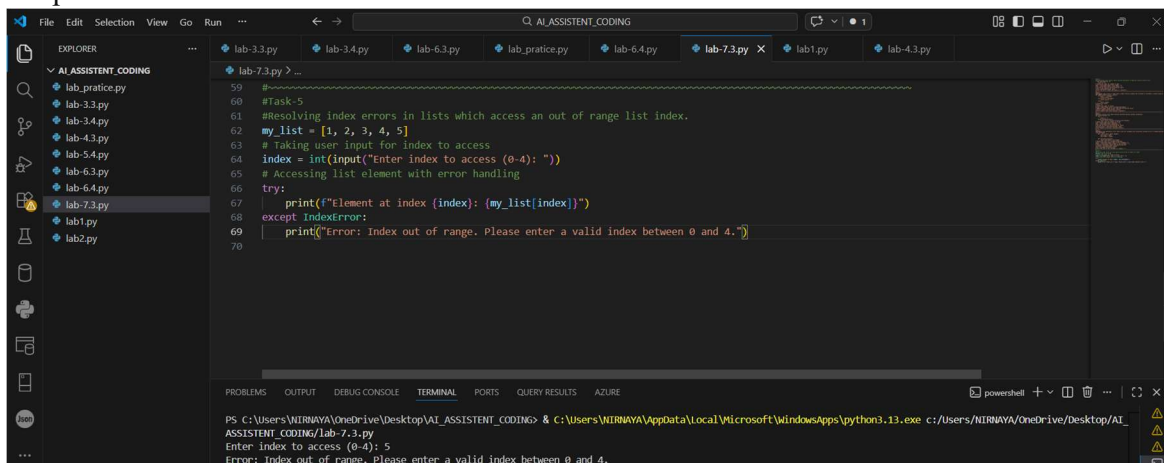 File Edit Selection View Go Run ... AI_ASSISTENT_CODING 1
EXPLORER ...
AI_ASSISTENT_CODING
lab_pratice.py
lab-3.3.py
lab-3.4.py
lab-4.3.py
lab-5.4.py
lab-6.3.py
lab-6.4.py
lab-7.3.py
lab1.py
lab2.py
Json
lab-3.3.py lab-3.4.py lab-6.3.py lab_pratice.py lab-6.4.py lab-7.3.py lab1.py lab-4.3.py
lab-7.3.py > ...
59 #~~~~~~~~~~~~~~~~~~~~~~~~~~~~~~~~~~~~~~~~
60 #Task-5
61 #Resolving index errors in lists which access an out of range list index.
62 my_list = [1, 2, 3, 4, 5]
63 # Taking user input for index to access
64 index = int(input("Enter index to access (0-4): "))
65 # Accessing list element with error handling
66 try:
67 print(f"Element at index {index}: {my_list[index]}")
68 except IndexError:
69 print("Error: Index out of range. Please enter a valid index between 0 and 4.")
70
PROBLEMS OUTPUT DEBUG CONSOLE TERMINAL PORTS QUERY RESULTS AZURE powershell
PS C:\Users\NIRNAYA\OneDrive\Desktop\AI_ASSISTENT_CODING> & C:\Users\NIRNAYA\AppData\Local\Microsoft\WindowsApps\python3.13.exe c:/Users/NIRNAYA/OneDrive/Desktop/AI_
ASSISTENT_CODING/lab-7.3.py
Enter index to access (0-4): 5
Error: Index out of range. Please enter a valid index between 0 and 4.